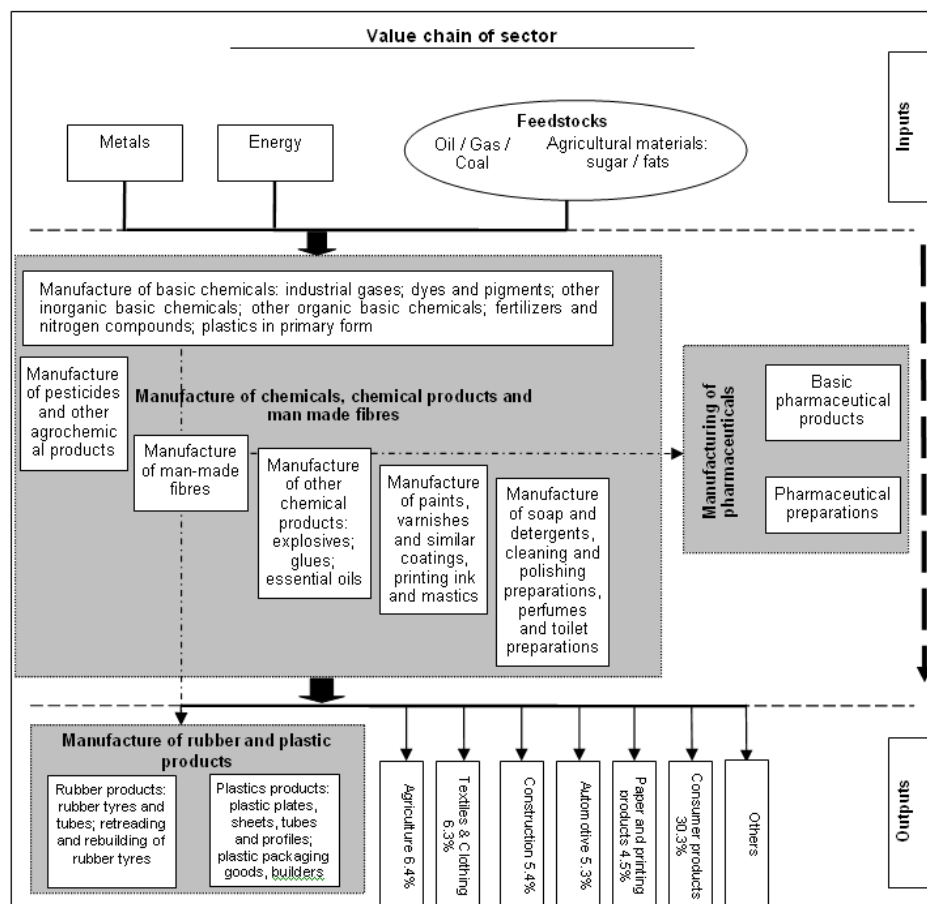 Value chain of sector
Inputs
Metals
Energy
Feedstocks
Oil / Gas /
Coal
Agricultural materials:
sugar / fats
Manufacture of basic chemicals: industrial gases; dyes and pigments; other
inorganic basic chemicals; other organic basic chemicals; fertilizers and
nitrogen compounds; plastics in primary form
Manufacture of chemicals, chemical products and
man made fibres
Manufacture
of pesticides
and other
agrochemic
al products
Manufacture
of man-made
fibres
Manufacture
of other
chemical
products:
explosives;
glues;
essential oils
Manufacture
of paints,
varnishes
and similar
coatings,
printing ink
and mastics
Manufacture
of soap and
detergents,
cleaning and
polishing
preparations,
perfumes
and toilet
preparations
Manufacturing of
pharmaceuticals
Basic
pharmaceutical
products
Pharmaceutical
preparations
Manufacture of rubber and plastic
products
Rubber products:
rubber tyres and
tubes; retreading
and rebuilding of
rubber tyres
Plastics products:
plastic plates,
sheets, tubes
and profiles;
plastic packaging
goods, builders
Agriculture 6.4%
Textiles & Clothing
6.3%
Construction 5.4%
Automotive 5.3%
Paper and printing
products 4.5%
Consumer products
30.3%
Others
Outputs